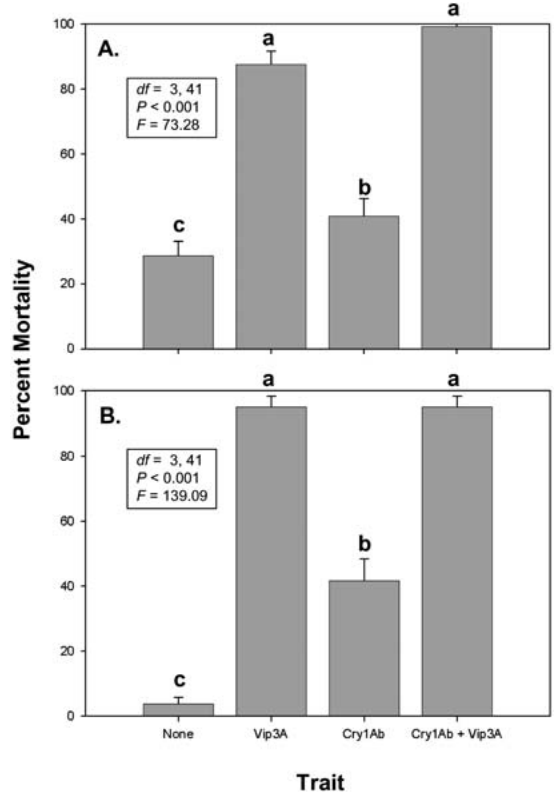 a a
A.
df = 3, 41
P < 0.001
F = 73.28
c b
100
80
60
40
20
0
Percent Mortality
a a
B.
df = 3, 41
P < 0.001
F = 139.09
c b
100
80
60
40
20
0
None Vip3A Cry1Ab Cry1Ab + Vip3A
Trait